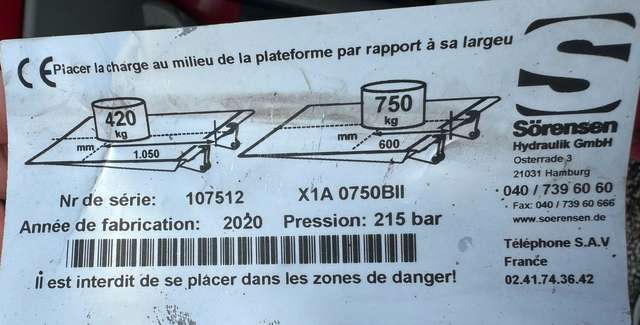 CE Placer la charge au milieu de la plateforme par rapport à sa largeu
420
kg
mm
1.050
750
kg
mm
600
S
Sörensen
Hydraulik GmbH
Osterrade 3
21031 Hamburg
040 / 739 60 60
Fax: 040 / 739 60 666
www.soerensen.de
Nr de série: 107512 X1A 0750BII
Année de fabrication: 2020 Pression: 215 bar
Il est interdit de se placer dans les zones de danger!
Téléphone S.A.V
France
02.41.74.36.42